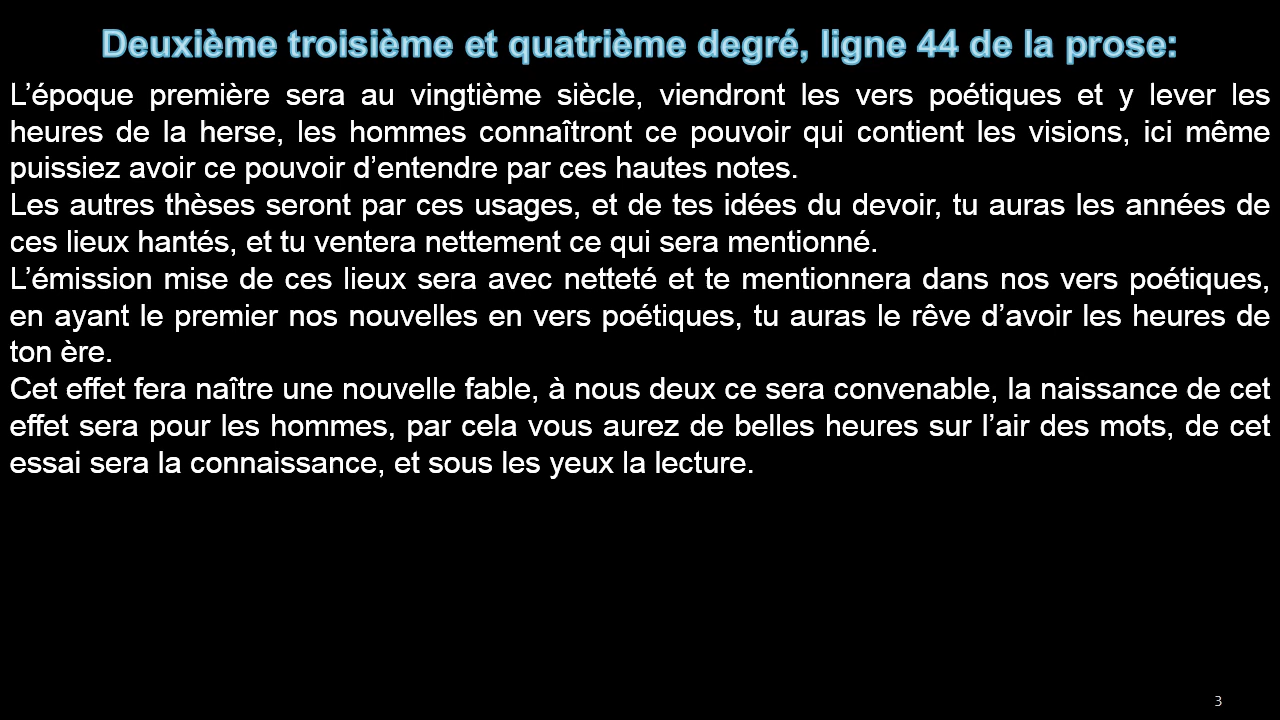 Deuxième troisième et quatrième degré, ligne 44 de la prose:
L’époque première sera au vingtième siècle, viendront les vers poétiques et y lever les
heures de la herse, les hommes connaîtront ce pouvoir qui contient les visions, ici même
puissiez avoir ce pouvoir d’entendre par ces hautes notes.
Les autres thèses seront par ces usages, et de tes idées du devoir, tu auras les années de
ces lieux hantés, et tu ventera nettement ce qui sera mentionné.
L’émission mise de ces lieux sera avec netteté et te mentionnera dans nos vers poétiques,
en ayant le premier nos nouvelles en vers poétiques, tu auras le rêve d’avoir les heures de
ton ère.
Cet effet fera naître une nouvelle fable, à nous deux ce sera convenable, la naissance de cet
effet sera pour les hommes, par cela vous aurez de belles heures sur l’air des mots, de cet
essai sera la connaissance, et sous les yeux la lecture.
3